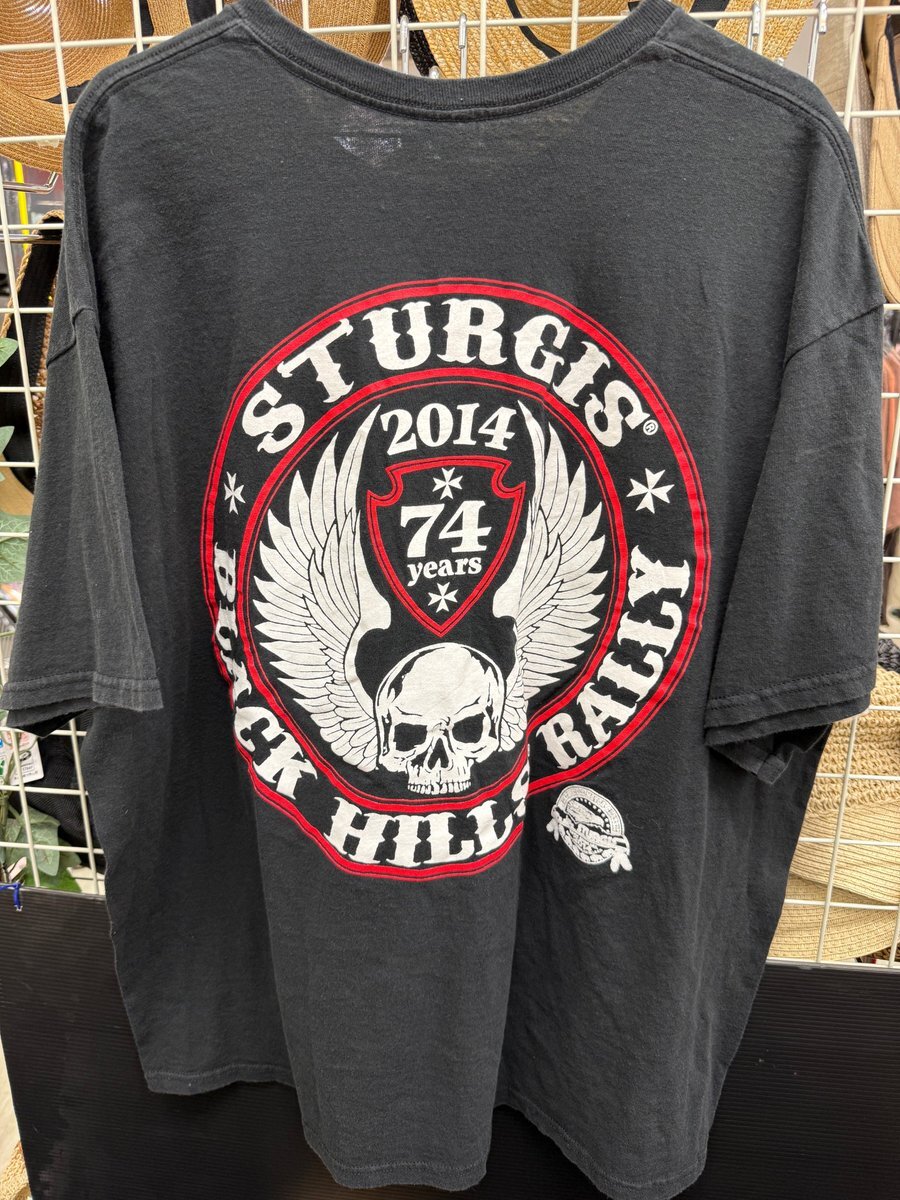 STURGIS®
2014
74
years
BLACK HILLS RALLY